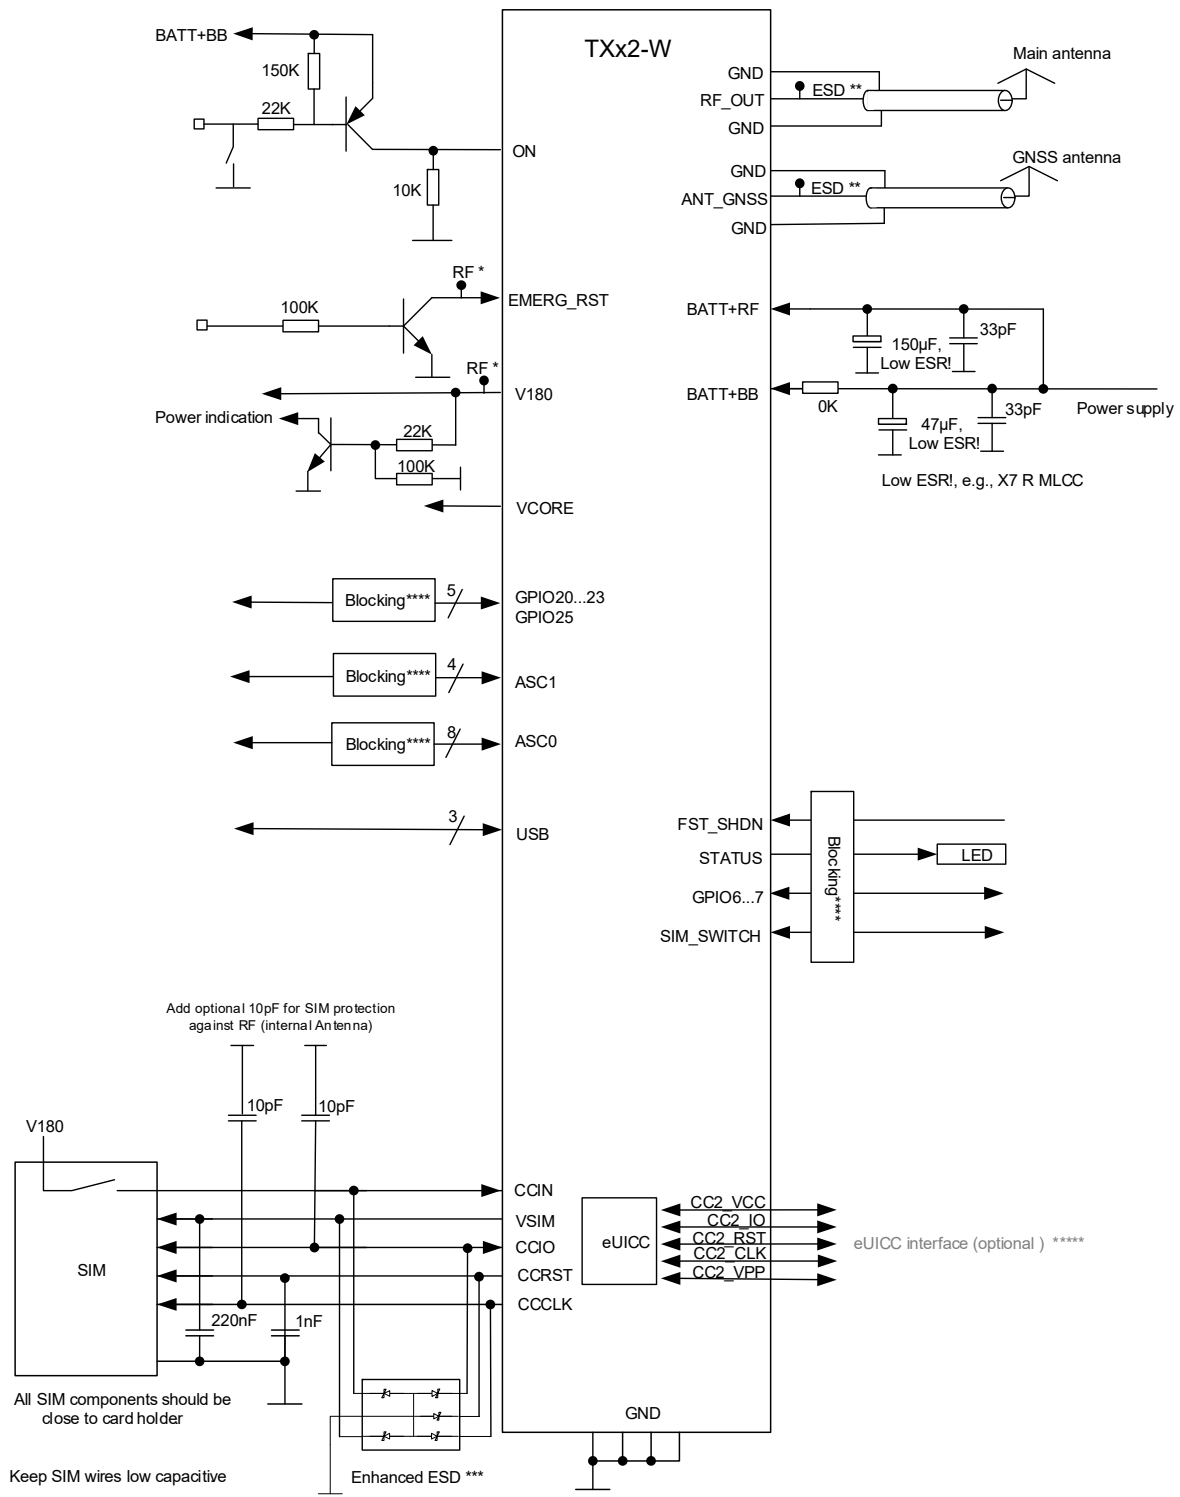 TXx2-W
BATT+BB
150K
22K
ON
10K
RF *
EMERG_RST
100K
RF *
V180
Power indication
22K
100K
VCORE
Blocking****
5
GPIO20...23
GPIO25
Blocking****
4
ASC1
Blocking****
8
ASC0
3
USB
Main antenna
GND
RF_OUT
ESD **
GND
GNSS antenna
GND
ANT_GNSS
ESD **
GND
BATT+RF
150µF,
Low ESR!
33pF
BATT+BB
0K
47µF,
Low ESR!
33pF
Power supply
Low ESR!, e.g., X7 R MLCC
FST_SHDN
STATUS
GPIO6...7
SIM_SWITCH
Blocking****
LED
Add optional 10pF for SIM protection
against RF (internal Antenna)
10pF
10pF
V180
SIM
CCIN
VSIM
CCIO
CCRST
CCCLK
220nF
1nF
All SIM components should be
close to card holder
Keep SIM wires low capacitive
Enhanced ESD ***
eUICC
CC2_VCC
CC2_IO
CC2_RST
CC2_CLK
CC2_VPP
eUICC interface (optional ) *****
GND